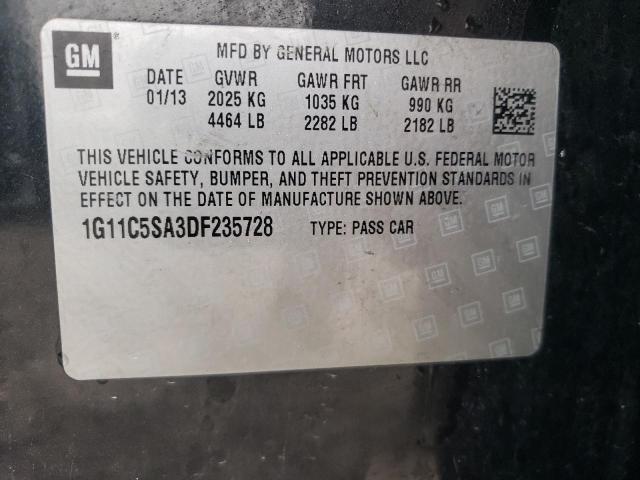 GM
®
MFD BY GENERAL MOTORS LLC
DATE GVWR GAWR FRT GAWR RR
01/13 2025 KG 1035 KG 990 KG
4464 LB 2282 LB 2182 LB
THIS VEHICLE CONFORMS TO ALL APPLICABLE U.S. FEDERAL MOTOR
VEHICLE SAFETY, BUMPER, AND THEFT PREVENTION STANDARDS IN
EFFECT ON THE DATE OF MANUFACTURE SHOWN ABOVE.
1G11C5SA3DF235728 TYPE: PASS CAR